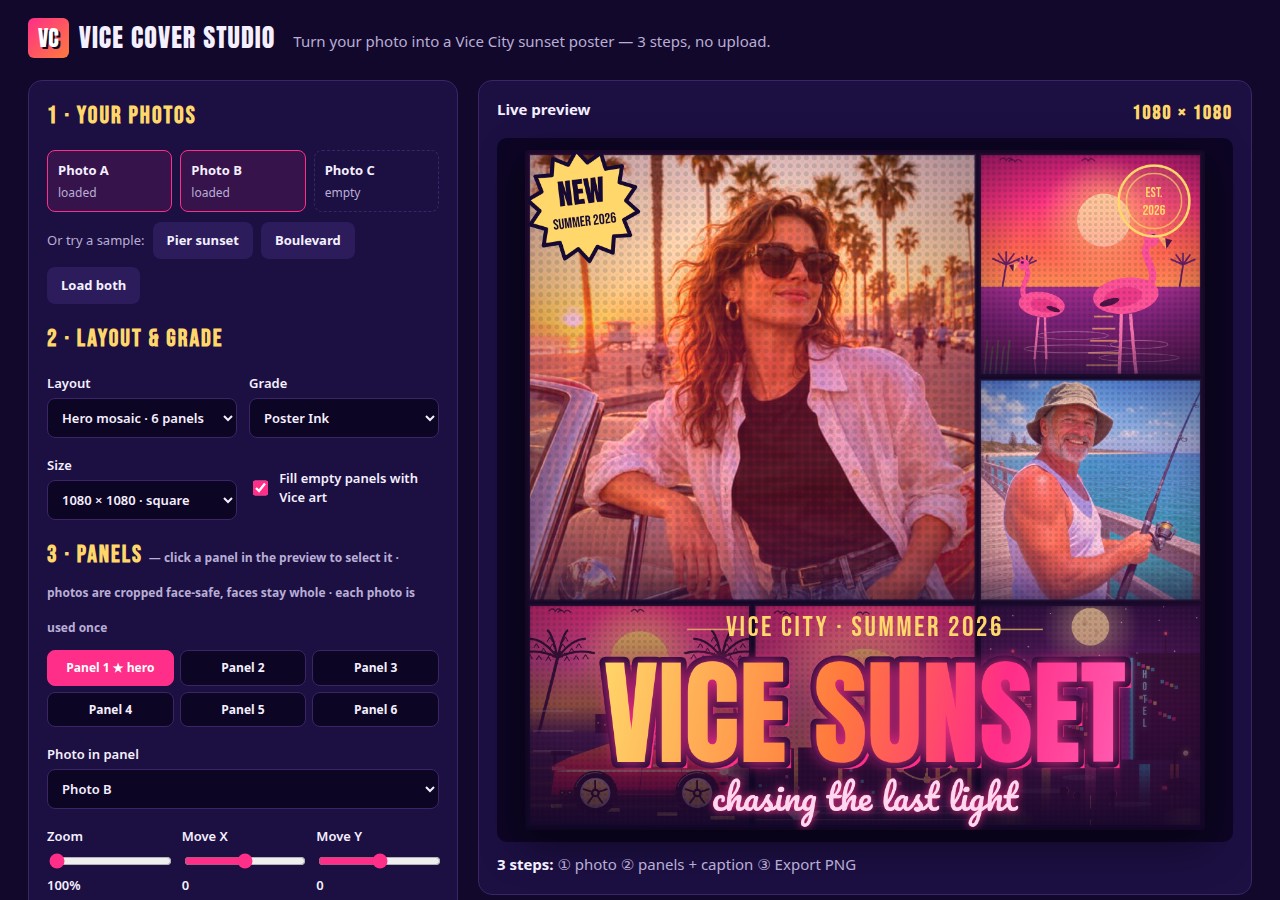 VC VICE COVER STUDIO Turn your photo into a Vice City sunset poster — 3 steps, no upload.
1 · YOUR PHOTOS
Photo A
loaded
Photo B
loaded
Photo C
empty
Or try a sample: Pier sunset Boulevard
Load both
2 · LAYOUT & GRADE
Layout
Hero mosaic · 6 panels
Grade
Poster Ink
Size
1080 × 1080 · square
Fill empty panels with
Vice art
3 · PANELS — click a panel in the preview to select it ·
photos are cropped face-safe, faces stay whole · each photo is
used once
Panel 1 ★ hero Panel 2 Panel 3
Panel 4 Panel 5 Panel 6
Photo in panel
Photo B
Zoom Move X Move Y
100% 0 0
Live preview 1080 × 1080
NEW
SUMMER 2026
EST.
2026
VICE CITY · SUMMER 2026
VICE SUNSET
HOTEL
chasing the last light
3 steps: ① photo ② panels + caption ③ Export PNG